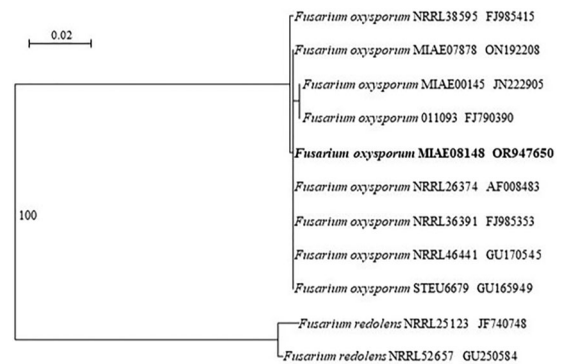 0.02
Fusarium oxysporum NRRL38595 FJ985415
Fusarium oxysporum MIAE07878 ON192208
Fusarium oxysporum MIAE00145 JN222905
Fusarium oxysporum 011093 FJ790390
Fusarium oxysporum MIAE08148 OR947650
Fusarium oxysporum NRRL26374 AF008483
Fusarium oxysporum NRRL36391 FJ985353
Fusarium oxysporum NRRL46441 GU170545
Fusarium oxysporum STEU6679 GU165949
100
Fusarium redolens NRRL25123 JF740748
Fusarium redolens NRRL52657 GU250584